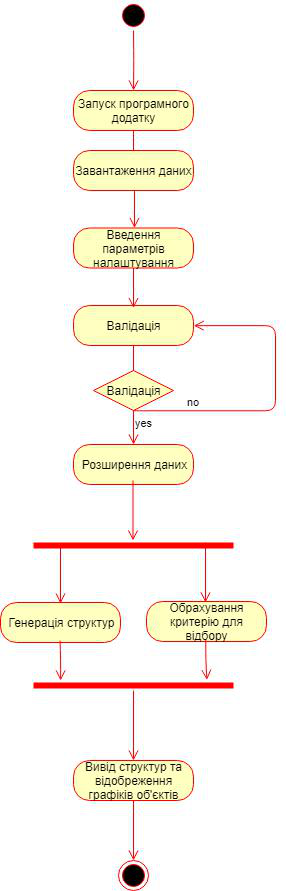 Запуск програмного
додатку
Завантаження даних
Введення
параметрів
налаштування
Валідація
Валідація
no
yes
Розширення даних
Генерація структур
Обрахування
критерію для
відбору
Вивід структур та
відображення
графіків об'єктів